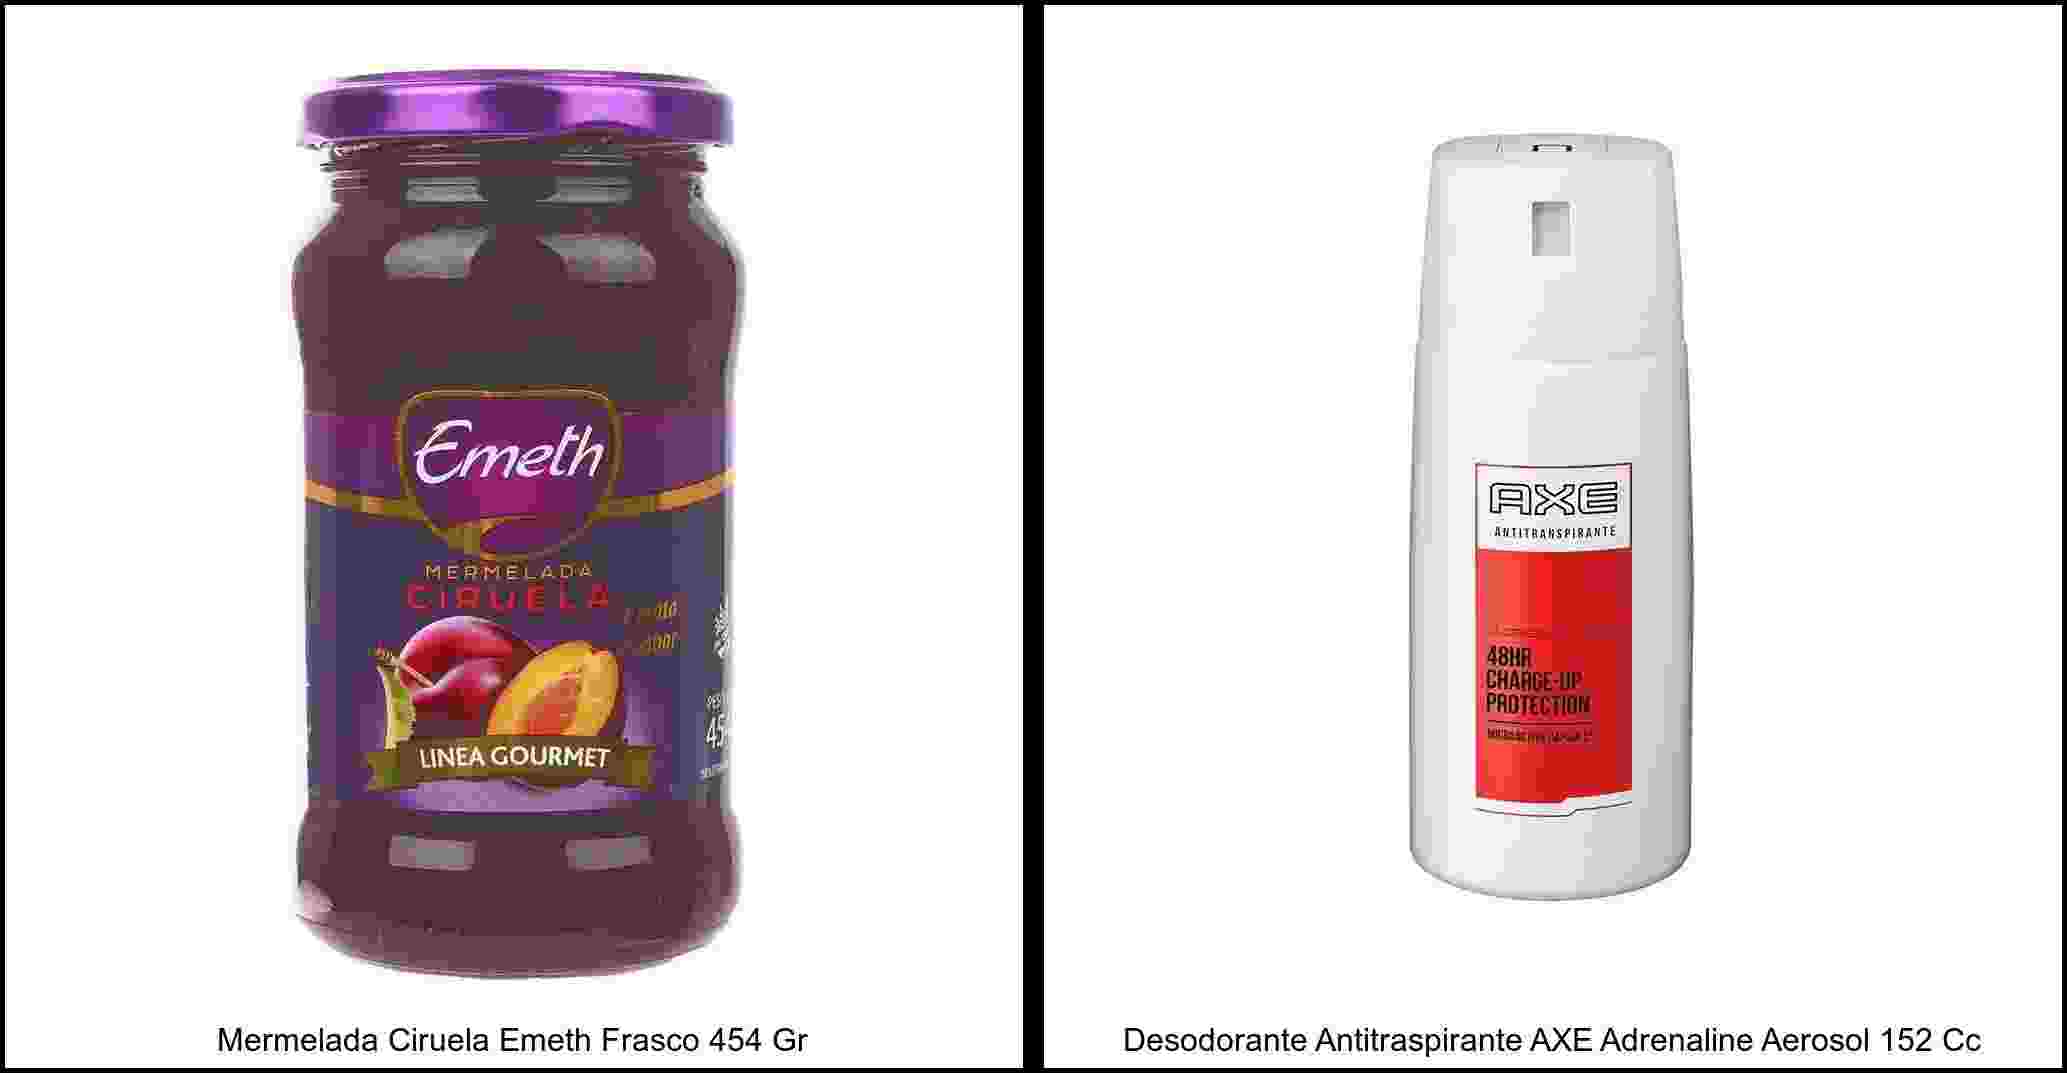 Emeth
MERMELADA
CIRUELA
LINEA GOURMET
Mermelada Ciruela Emeth Frasco 454 Gr
AXE
ANTITRANSPIRANTE
48HR
CHARGE-UP
PROTECTION
Desodorante Antitraspirante AXE Adrenaline Aerosol 152 Cc